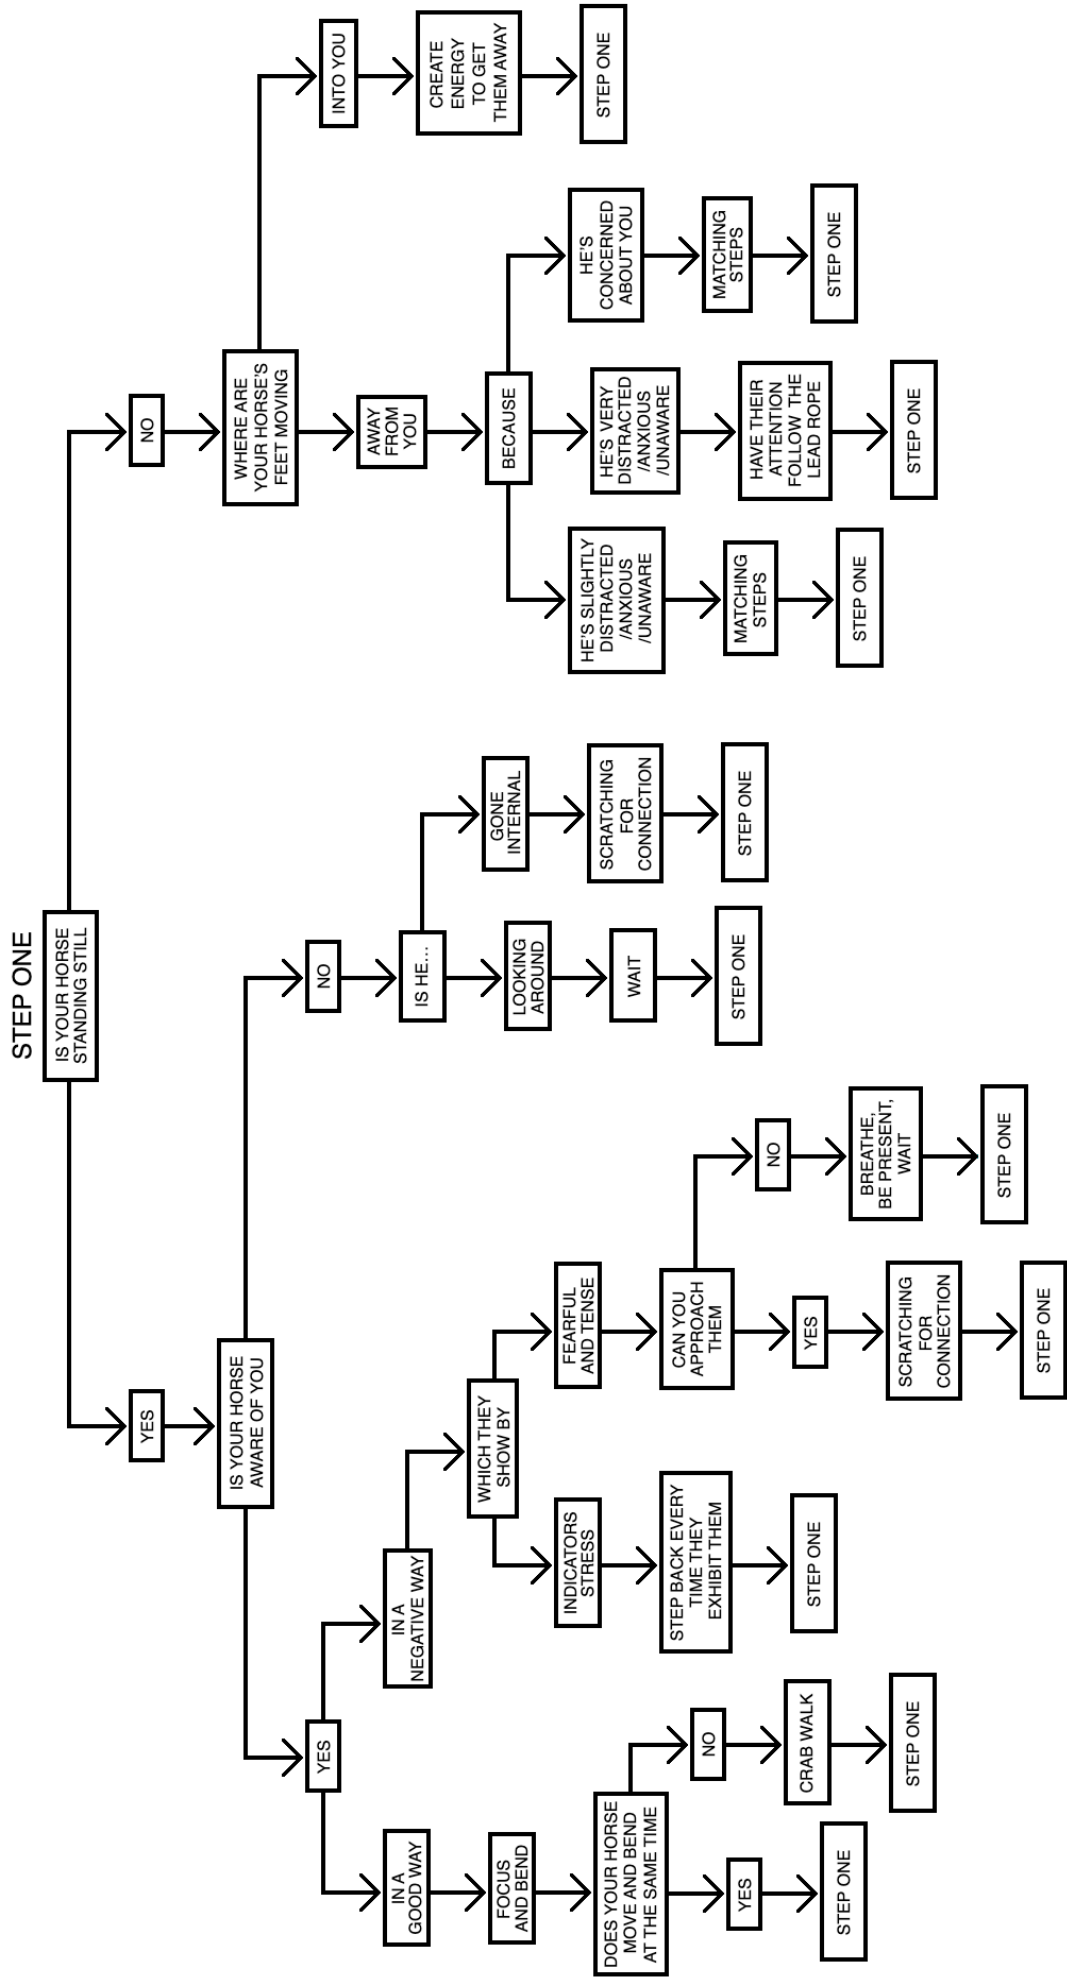 STEP ONE
IS YOUR HORSE
STANDING STILL
YES
NO
IS YOUR HORSE
AWARE OF YOU
WHERE ARE
YOUR HORSE'S
FEET MOVING
YES
NO
AWAY
FROM
YOU
INTO YOU
IN A
GOOD WAY
IN A
NEGATIVE WAY
IS HE...
BECAUSE
CREATE
ENERGY
TO GET
THEM AWAY
FOCUS
AND BEND
WHICH THEY
SHOW BY
LOOKING
AROUND
GONE
INTERNAL
HE'S SLIGHTLY
DISTRACTED
/ANXIOUS
/UNAWARE
HE'S VERY
DISTRACTED
/ANXIOUS
/UNAWARE
HE'S
CONCERNED
ABOUT YOU
STEP ONE
DOES YOUR HORSE
MOVE AND BEND
AT THE SAME TIME
INDICATORS
STRESS
FEARFUL
AND TENSE
WAIT
SCRATCHING
FOR
CONNECTION
MATCHING
STEPS
HAVE THEIR
ATTENTION
FOLLOW THE
LEAD ROPE
MATCHING
STEPS
YES
NO
STEP BACK EVERY
TIME THEY
EXHIBIT THEM
CAN YOU
APPROACH
THEM
STEP ONE
STEP ONE
STEP ONE
STEP ONE
STEP ONE
STEP ONE
CRAB WALK
STEP ONE
YES
NO
STEP ONE
SCRATCHING
FOR
CONNECTION
BREATHE,
BE PRESENT,
WAIT
STEP ONE
STEP ONE